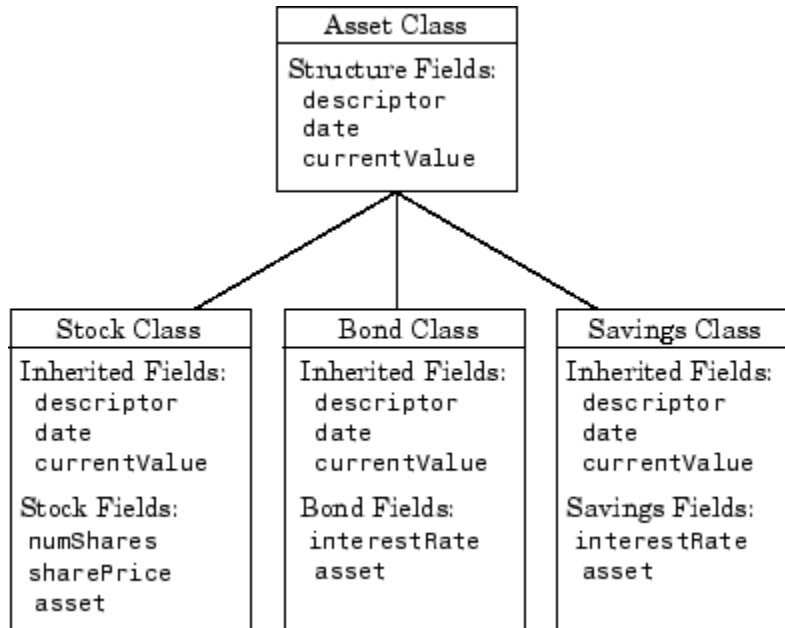 Asset Class
Structure Fields:
descriptor
date
currentValue
Stock Class
Inherited Fields:
descriptor
date
currentValue
Stock Fields:
numShares
sharePrice
asset
Bond Class
Inherited Fields:
descriptor
date
currentValue
Bond Fields:
interestRate
asset
Savings Class
Inherited Fields:
descriptor
date
currentValue
Savings Fields:
interestRate
asset